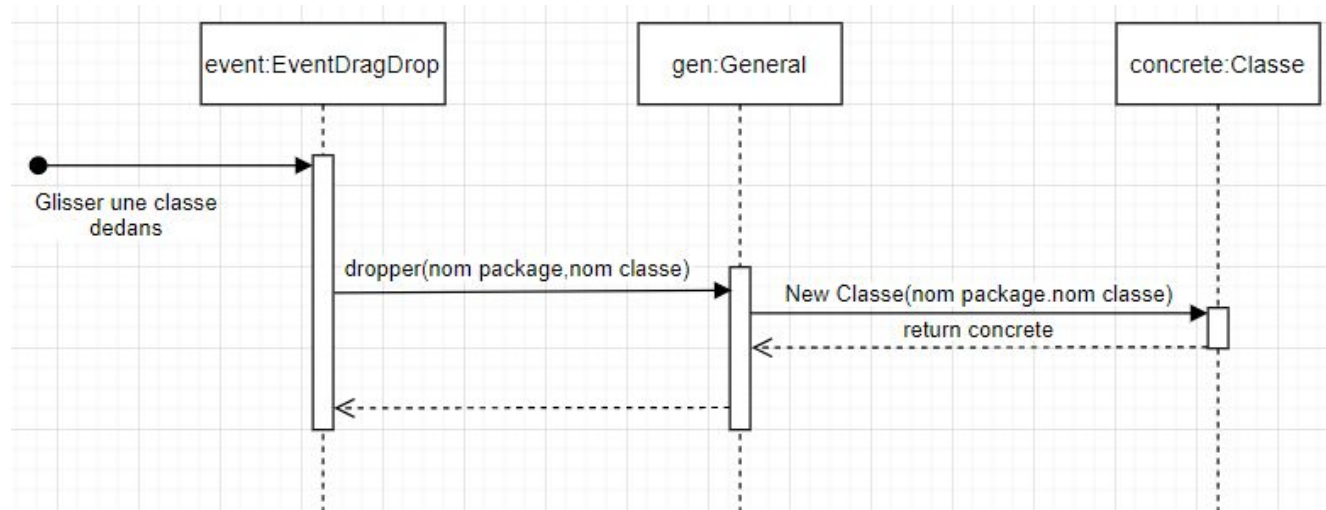 event:EventDragDrop
gen:General
concrete:Classe
Glisser une classe
dedans
dropper(nom package,nom classe)
New Classe(nom package.nom classe)
return concrete